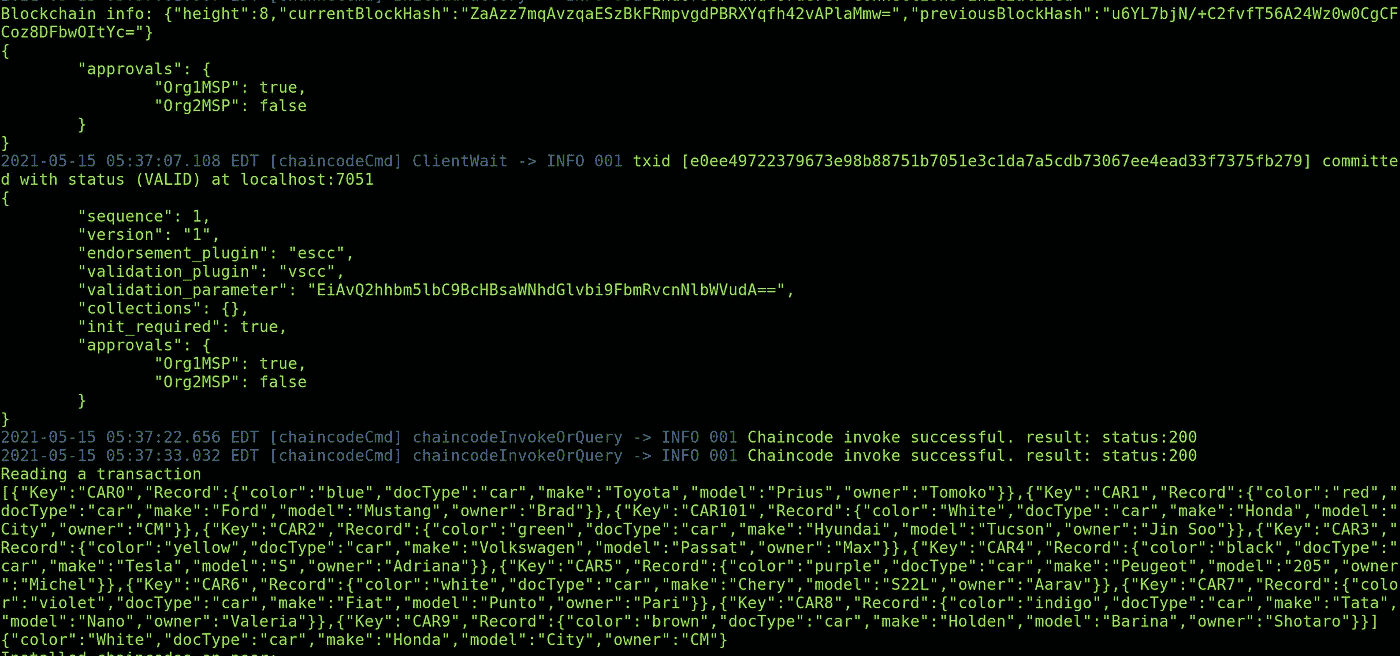 Blockchain info: {"height":8,"currentBlockHash":"ZaAzz7mqAvzqaESzBkFRmpvgdPBRXYqfh42vAPlaMmw=","previousBlockHash":"u6YL7bjN/+C2fvfT56A24Wz0w0CgCF
Coz8DFbwOItYc="}
{
        "approvals": {
                "Org1MSP": true,
                "Org2MSP": false
        }
}
2021-05-15 05:37:07.108 EDT [chaincodeCmd] ClientWait -> INFO 001 txid [e0ee49722379673e98b88751b7051e3c1da7a5cdb73067ee4ead33f7375fb279] committe
d with status (VALID) at localhost:7051
{
        "sequence": 1,
        "version": "1",
        "endorsement_plugin": "escc",
        "validation_plugin": "vscc",
        "validation_parameter": "EiAvQ2hhbm5lbC9BcHBsaWNhdGlvbi9FbmRvcnNlbWVudA==",
        "collections": {},
        "init_required": true,
        "approvals": {
                "Org1MSP": true,
                "Org2MSP": false
        }
}
2021-05-15 05:37:22.656 EDT [chaincodeCmd] chaincodeInvokeOrQuery -> INFO 001 Chaincode invoke successful. result: status:200
2021-05-15 05:37:33.032 EDT [chaincodeCmd] chaincodeInvokeOrQuery -> INFO 001 Chaincode invoke successful. result: status:200
Reading a transaction
[{"Key":"CAR0","Record":{"color":"blue","docType":"car","make":"Toyota","model":"Prius","owner":"Tomoko"}},{"Key":"CAR1","Record":{"color":"red","
docType":"car","make":"Ford","model":"Mustang","owner":"Brad"}},{"Key":"CAR101","Record":{"color":"White","docType":"car","make":"Honda","model":"
City","owner":"CM"}},{"Key":"CAR2","Record":{"color":"green","docType":"car","make":"Hyundai","model":"Tucson","owner":"Jin Soo"}},{"Key":"CAR3","
Record":{"color":"yellow","docType":"car","make":"Volkswagen","model":"Passat","owner":"Max"}},{"Key":"CAR4","Record":{"color":"black","docType":"
car","make":"Tesla","model":"S","owner":"Adriana"}},{"Key":"CAR5","Record":{"color":"purple","docType":"car","make":"Peugeot","model":"205","owner
":"Michel"}},{"Key":"CAR6","Record":{"color":"white","docType":"car","make":"Chery","model":"S22L","owner":"Aarav"}},{"Key":"CAR7","Record":{"colo
r":"violet","docType":"car","make":"Fiat","model":"Punto","owner":"Pari"}},{"Key":"CAR8","Record":{"color":"indigo","docType":"car","make":"Tata",
"model":"Nano","owner":"Valeria"}},{"Key":"CAR9","Record":{"color":"brown","docType":"car","make":"Holden","model":"Barina","owner":"Shotaro"}}]
{"color":"White","docType":"car","make":"Honda","model":"City","owner":"CM"}